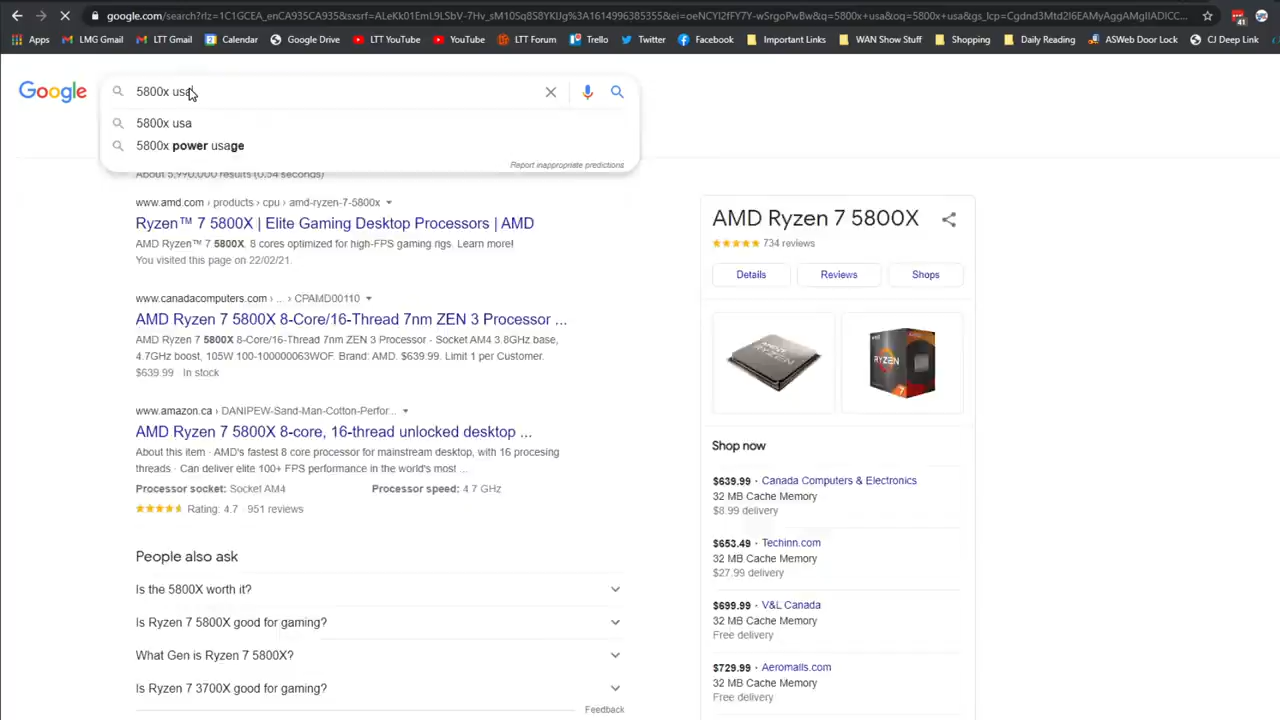 google.com/search?rlz=1C1GCEA_enCA935CA935&sxsrf=ALeKk01EmL9LSbV-7Hv_sM10Sq8S8YKUg%3A1614996385355&ei=oeNCYI2fFY7Y-wSrgoPwBw&q=5800x+usa&oq=5800x+usa&gs_lcp=Cgdnd3Mtd2l6EAMyAggAMgIIADICC...
41
Apps LMG Gmail LTT Gmail Calendar Google Drive LTT YouTube YouTube LTT Forum Trello Twitter Facebook Important Links WAN Show Stuff Shopping Daily Reading ASWeb Door Lock CJ Deep Link
Google
5800x usa
5800x usa
5800x power usage
Report inappropriate predictions
About 5,990,000 results (0.54 seconds)
www.amd.com › products › cpu › amd-ryzen-7-5800x
Ryzen™ 7 5800X | Elite Gaming Desktop Processors | AMD
AMD Ryzen™ 7 5800X. 8 cores optimized for high-FPS gaming rigs. Learn more!
You visited this page on 22/02/21.
www.canadacomputers.com › ... › CPAMD00110
AMD Ryzen 7 5800X 8-Core/16-Thread 7nm ZEN 3 Processor ...
AMD Ryzen 7 5800X 8-Core/16-Thread 7nm ZEN 3 Processor - Socket AM4 3.8GHz base,
4.7GHz boost, 105W 100-100000063WOF. Brand: AMD. $639.99. Limit 1 per Customer.
$639.99 In stock
www.amazon.ca › DANIPEW-Sand-Man-Cotton-Perfor...
AMD Ryzen 7 5800X 8-core, 16-thread unlocked desktop ...
About this item · AMD's fastest 8 core processor for mainstream desktop, with 16 procesing
threads · Can deliver elite 100+ FPS performance in the world's most ...
Processor socket: Socket AM4 Processor speed: 4.7 GHz
Rating: 4.7 · 951 reviews
People also ask
Is the 5800X worth it?
Is Ryzen 7 5800X good for gaming?
What Gen is Ryzen 7 5800X?
Is Ryzen 7 3700X good for gaming?
Feedback
AMD Ryzen 7 5800X
734 reviews
Details Reviews Shops
AMD RYZEN
RYZEN
7
Shop now
$639.99 · Canada Computers & Electronics
32 MB Cache Memory
$8.99 delivery
$653.49 · Techinn.com
32 MB Cache Memory
$27.99 delivery
$699.99 · V&L Canada
32 MB Cache Memory
Free delivery
$729.99 · Aeromalls.com
32 MB Cache Memory
Free delivery